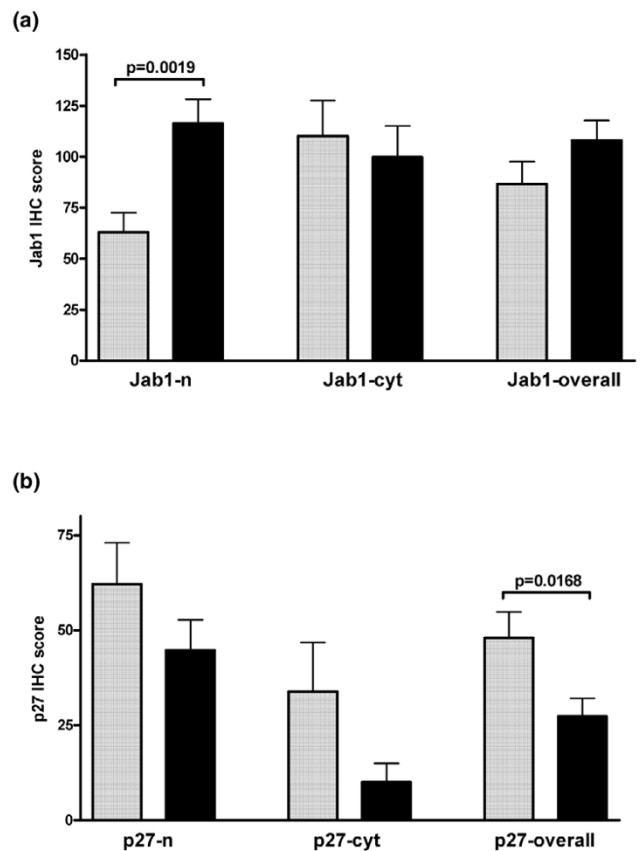 (a)
150
125
100
75
50
25
0
Jab1 IHC score
p=0.0019
Jab1-n Jab1-cyt Jab1-overall
(b)
75
50
25
0
p27 IHC score
p=0.0168
p27-n p27-cyt p27-overall